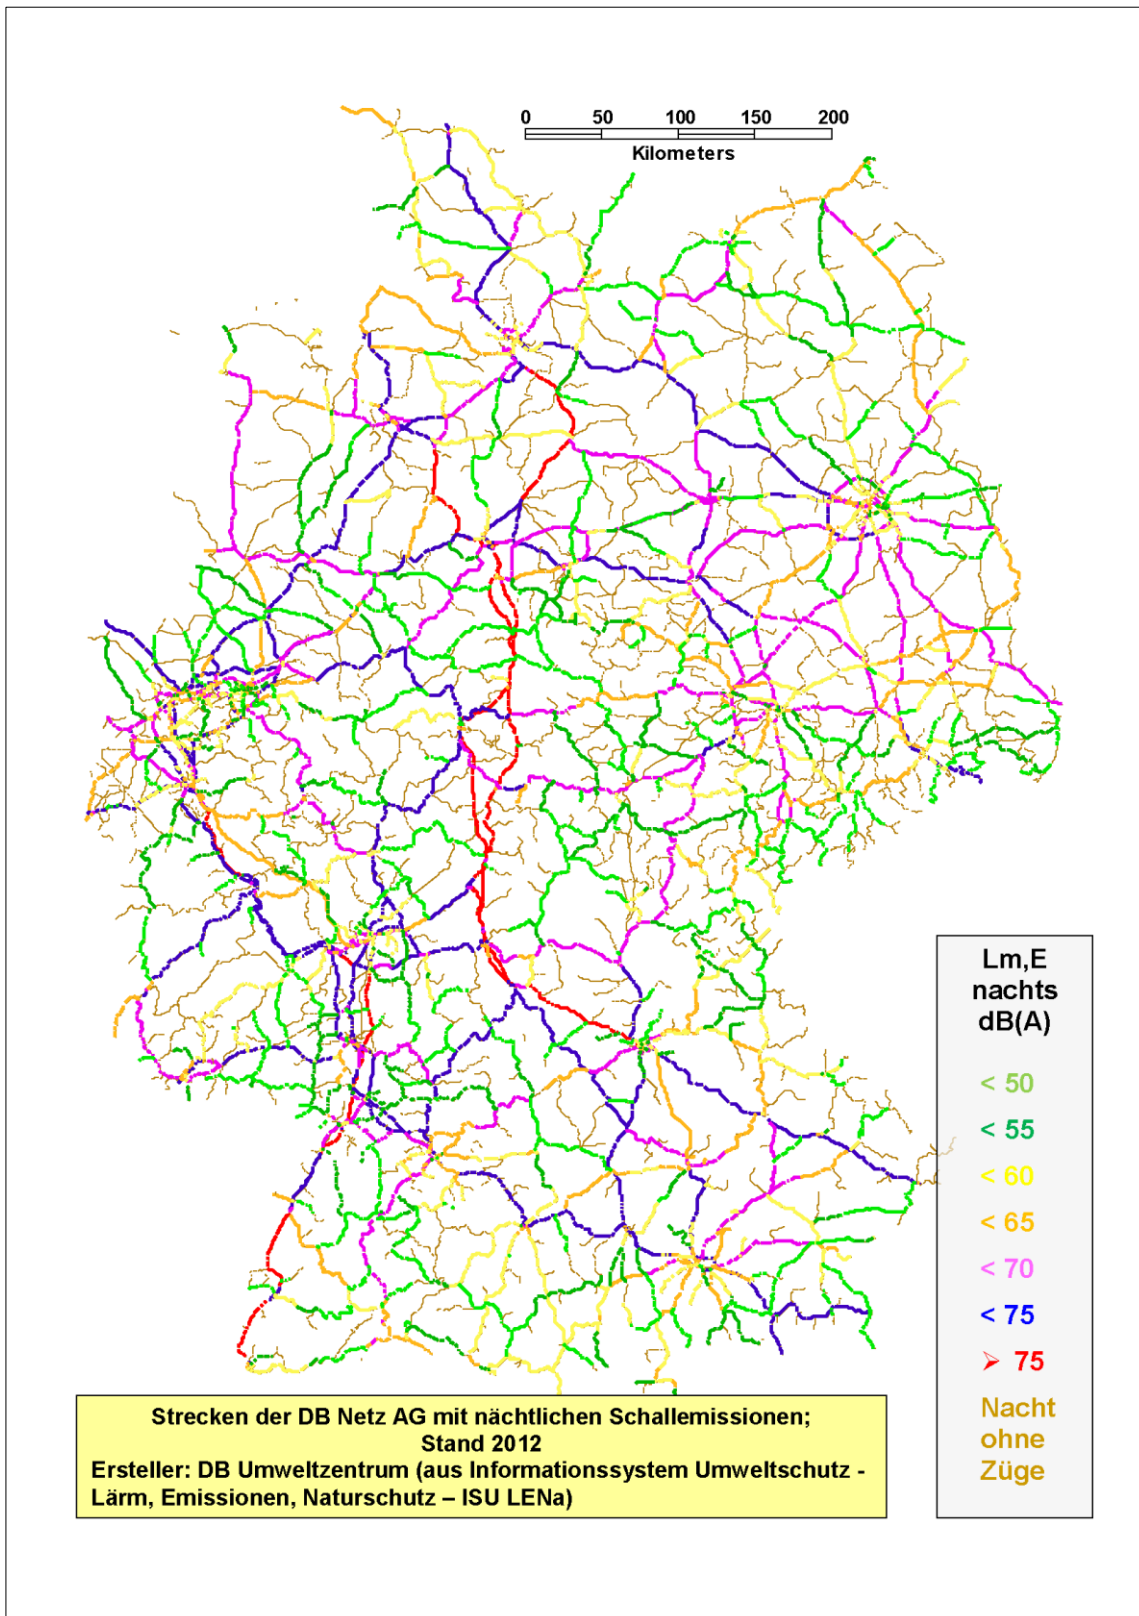 0 50 100 150 200
Kilometers
Lm,E
nachts
dB(A)
< 50
< 55
< 60
< 65
< 70
< 75
➢ 75
Nacht
ohne
Züge
Strecken der DB Netz AG mit nächtlichen Schallemissionen;
Stand 2012
Ersteller: DB Umweltzentrum (aus Informationssystem Umweltschutz -
Lärm, Emissionen, Naturschutz – ISU LENa)